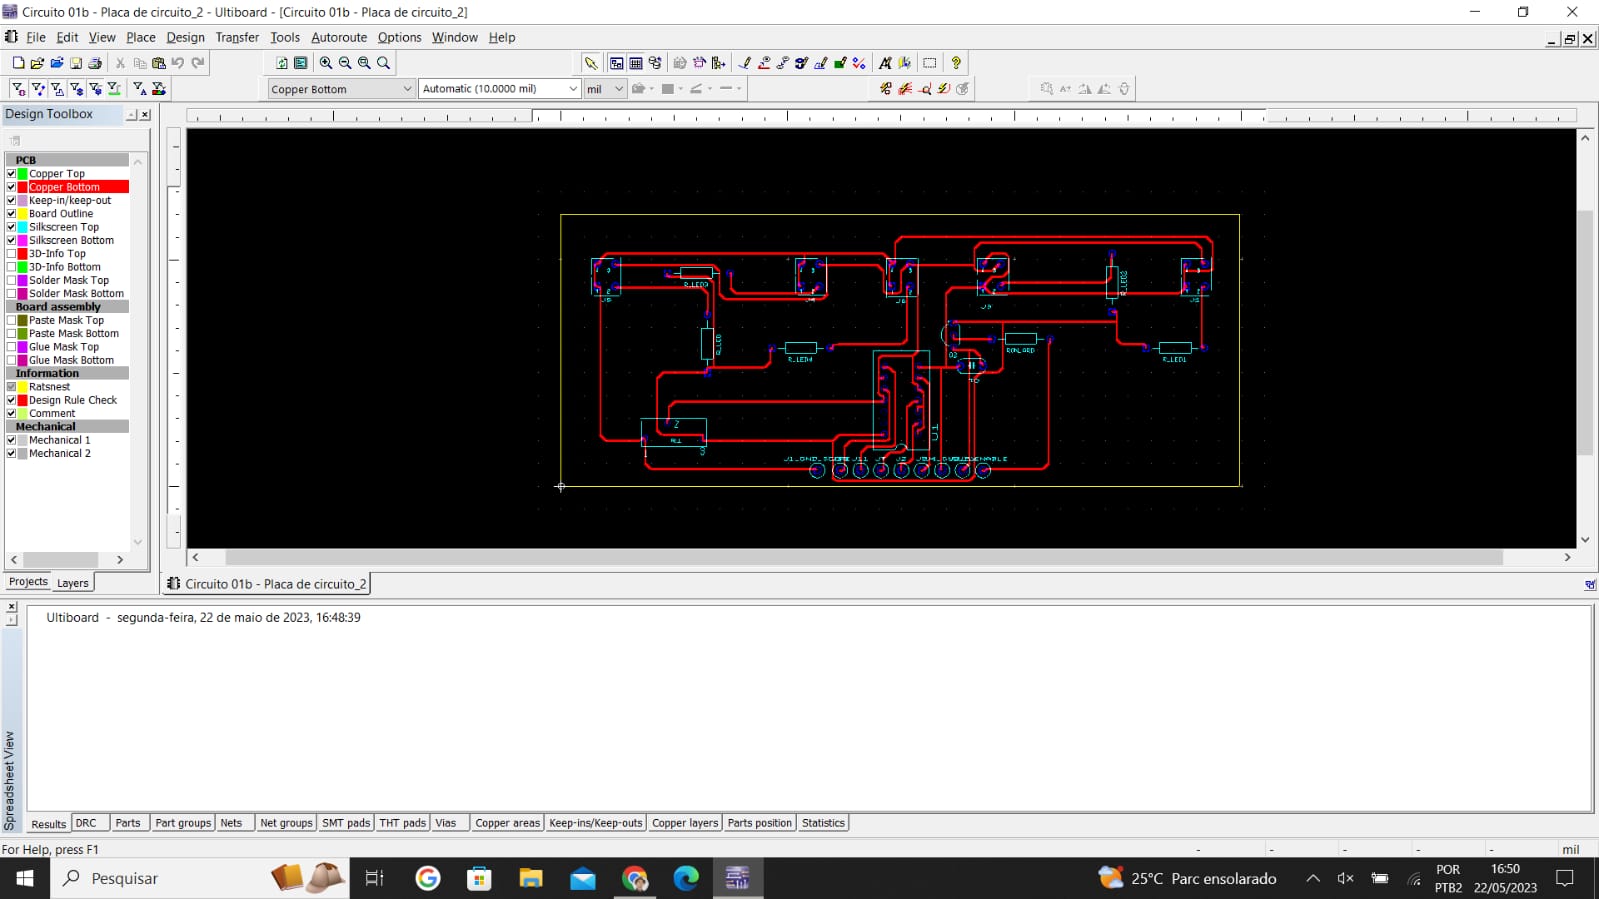 Circuito 01b - Placa de circuito_2 - Ultiboard - [Circuito 01b - Placa de circuito_2]
File Edit View Place Design Transfer Tools Autoroute Options Window Help
Copper Bottom Automatic (10.0000 mil) mil
Design Toolbox
PCB
Copper Top
Copper Bottom
Keep-in/keep-out
Board Outline
Silkscreen Top
Silkscreen Bottom
3D-Info Top
3D-Info Bottom
Solder Mask Top
Solder Mask Bottom
Board assembly
Paste Mask Top
Paste Mask Bottom
Glue Mask Top
Glue Mask Bottom
Information
Ratsnest
Design Rule Check
Comment
Mechanical
Mechanical 1
Mechanical 2
Projects Layers
Circuito 01b - Placa de circuito_2
Ultiboard - segunda-feira, 22 de maio de 2023, 16:48:39
Spreadsheet View
Results DRC Parts Part groups Nets Net groups SMT pads THT pads Vias Copper areas Keep-ins/Keep-outs Copper layers Parts position Statistics
For Help, press F1
- - - - - mil
Pesquisar
25°C Parc ensolarado
POR
PTB2
16:50
22/05/2023